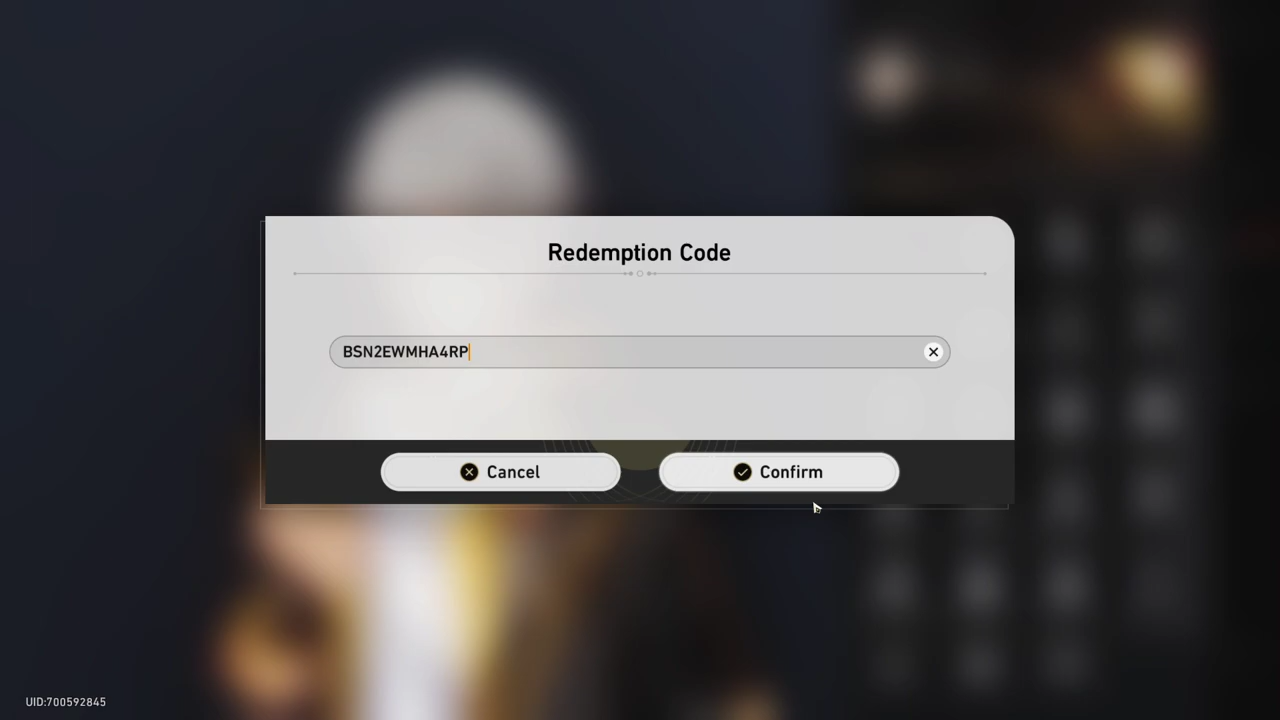 Redemption Code
BSN2EWMHA4RP
Cancel
Confirm
UID:700592845